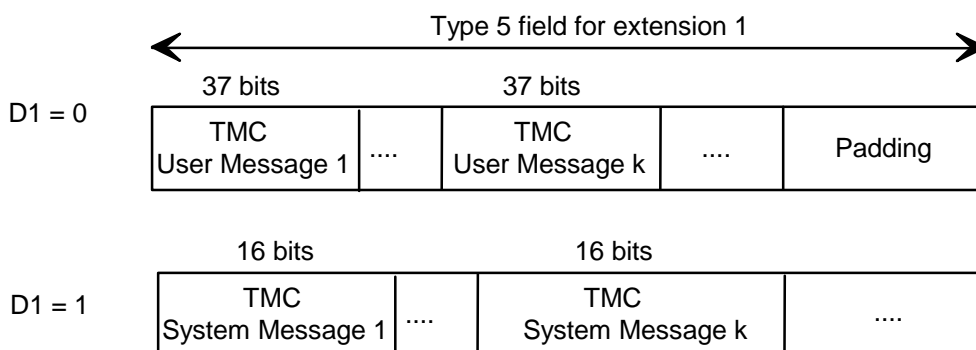 Type 5 field for extension 1
37 bits 37 bits
D1 = 0
TMC .... TMC .... Padding
User Message 1 User Message k
16 bits 16 bits
D1 = 1
TMC .... TMC ....
System Message 1 System Message k